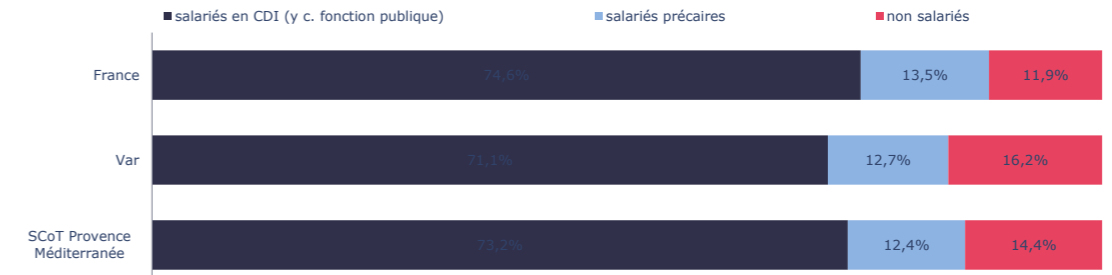 salariés en CDI (y c. fonction publique) salariés précaires non salariés
France 74,6% 13,5% 11,9%
Var 71,1% 12,7% 16,2%
SCoT Provence
Méditerranée 73,2% 12,4% 14,4%